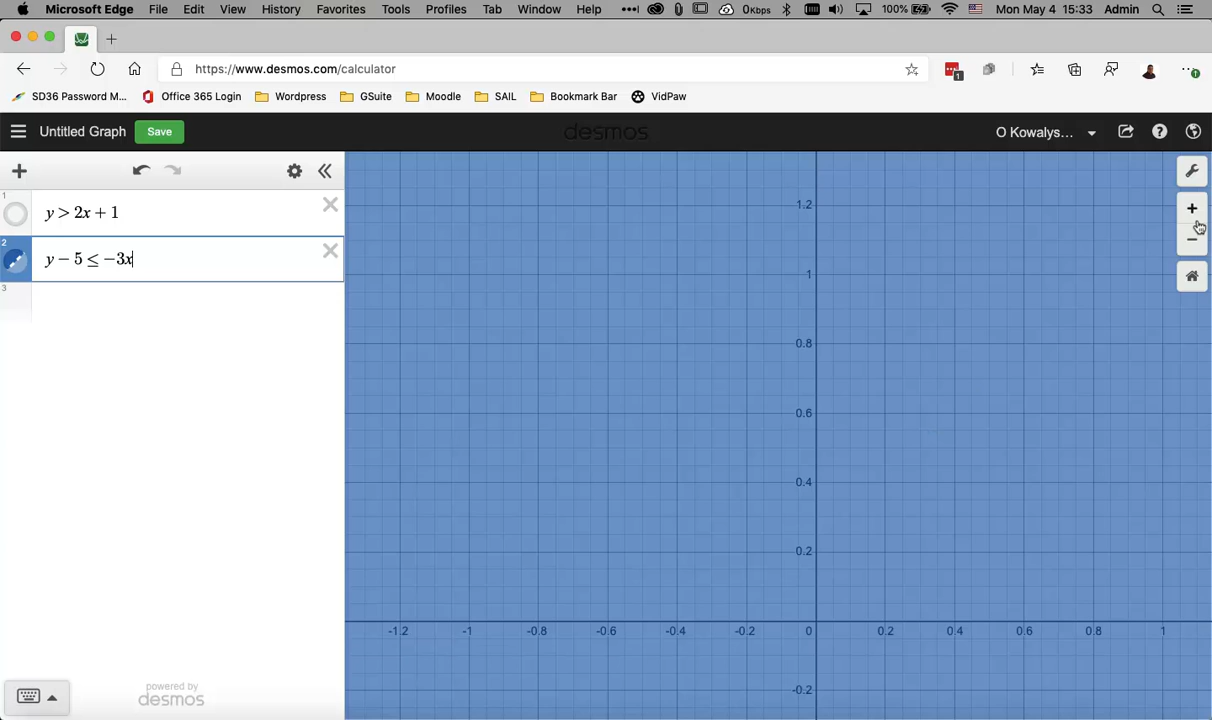 Microsoft Edge File Edit View History Favorites Tools Profiles Tab Window Help 0Kbps 100% Mon May 4 15:33 Admin
https://www.desmos.com/calculator 1
SD36 Password M... Office 365 Login Wordpress GSuite Moodle SAIL Bookmark Bar VidPaw
Untitled Graph Save desmos O Kowalys...
1
y > 2x + 1
2
y − 5 ≤ −3x
3
1.2
1
0.8
0.6
0.4
0.2
-1.2 -1 -0.8 -0.6 -0.4 -0.2 0 0.2 0.4 0.6 0.8 1
-0.2
powered by
desmos